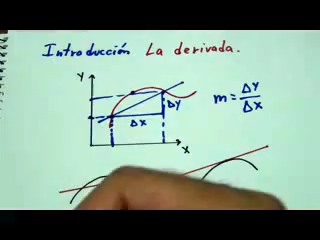 Introducción La derivada.
Y
ΔY
m = ΔY/ΔX
ΔX
X